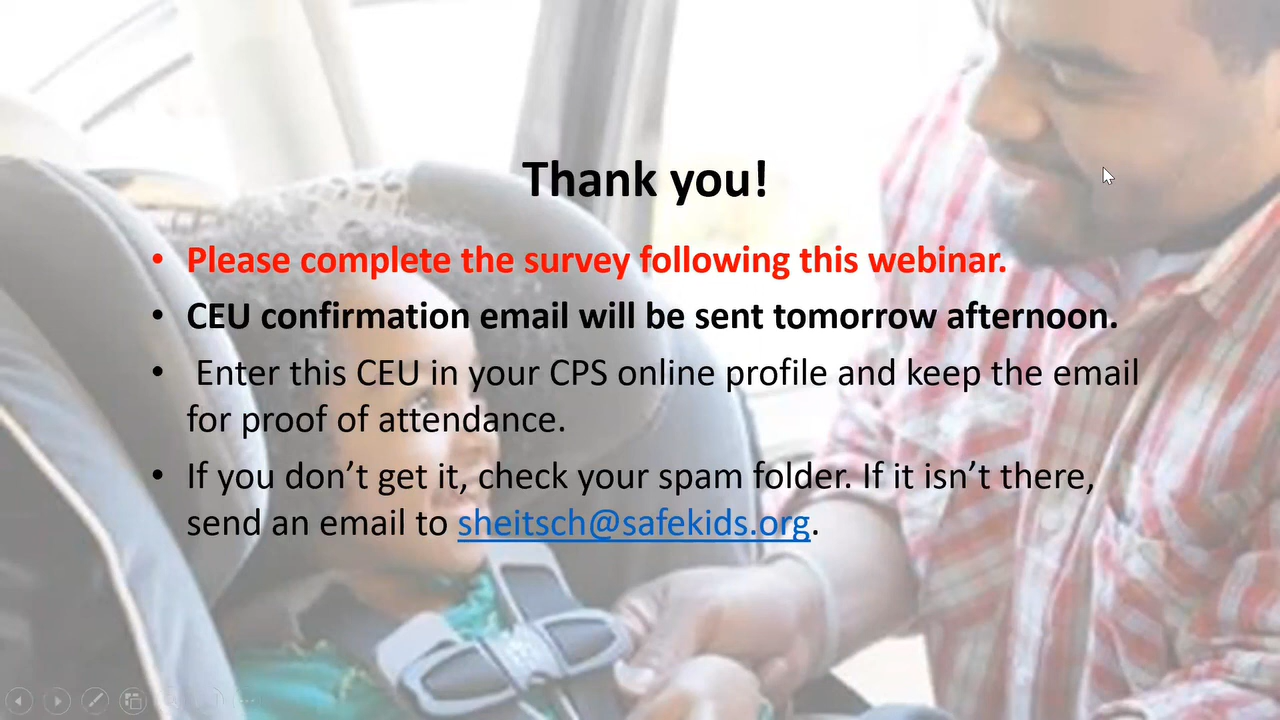 Thank you!
• Please complete the survey following this webinar.
• CEU confirmation email will be sent tomorrow afternoon.
• Enter this CEU in your CPS online profile and keep the email
for proof of attendance.
• If you don’t get it, check your spam folder. If it isn’t there,
send an email to sheitsch@safekids.org.